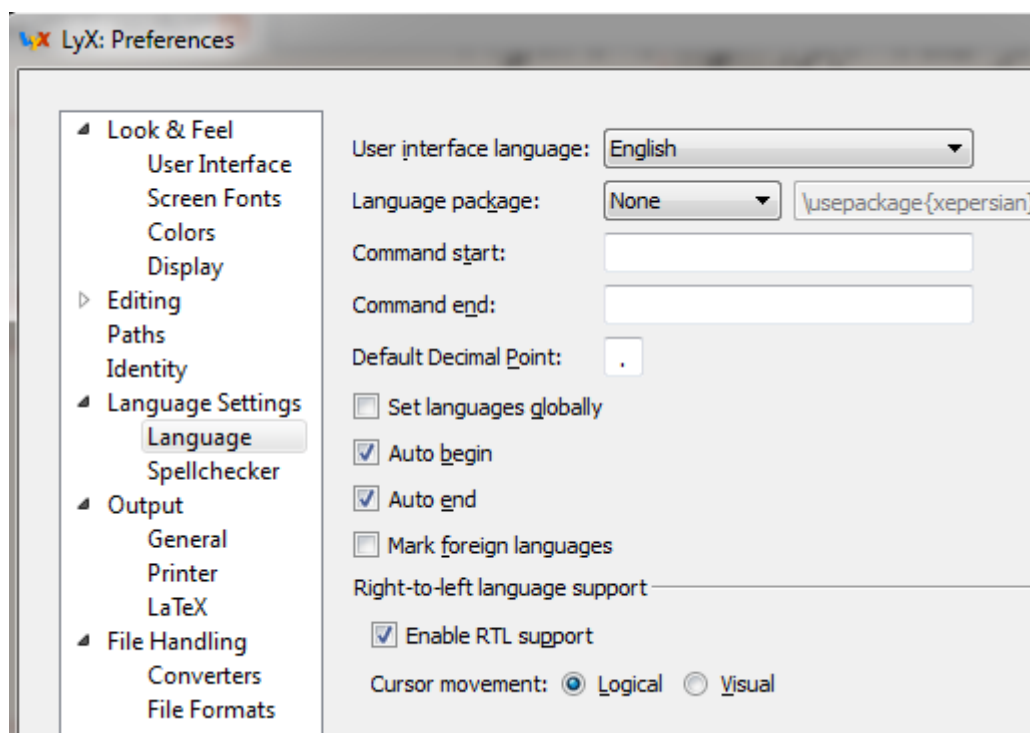 LyX: Preferences
Look & Feel
User Interface
Screen Fonts
Colors
Display
Editing
Paths
Identity
Language Settings
Language
Spellchecker
Output
General
Printer
LaTeX
File Handling
Converters
File Formats
User interface language: English
Language package: None \usepackage{xepersian}
Command start:
Command end:
Default Decimal Point: .
Set languages globally
Auto begin
Auto end
Mark foreign languages
Right-to-left language support
Enable RTL support
Cursor movement: Logical Visual